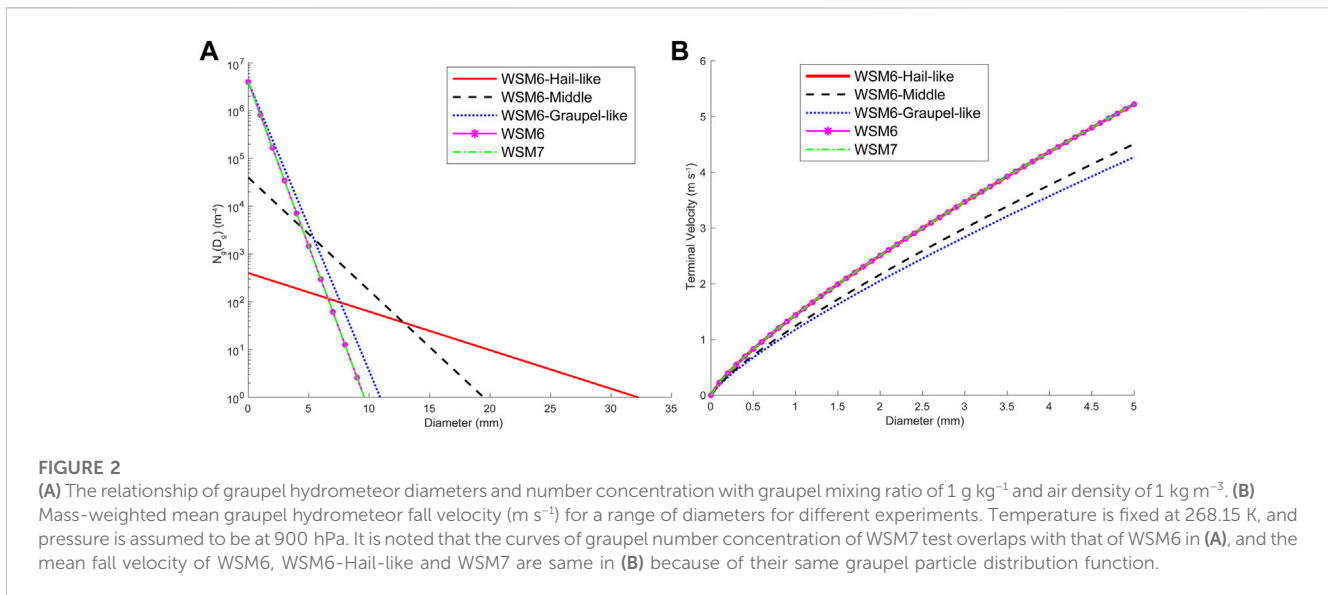 A
N_g(D_g) (m⁻⁴)
10⁷
10⁶
10⁵
10⁴
10³
10²
10¹
10⁰
0 5 10 15 20 25 30 35
Diameter (mm)
WSM6-Hail-like
WSM6-Middle
WSM6-Graupel-like
WSM6
WSM7
B
Terminal Velocity (m s⁻¹)
6
5
4
3
2
1
0
0 0.5 1 1.5 2 2.5 3 3.5 4 4.5 5
Diameter (mm)
WSM6-Hail-like
WSM6-Middle
WSM6-Graupel-like
WSM6
WSM7
FIGURE 2
(A) The relationship of graupel hydrometeor diameters and number concentration with graupel mixing ratio of 1 g kg⁻¹ and air density of 1 kg m⁻³. (B)
Mass-weighted mean graupel hydrometeor fall velocity (m s⁻¹) for a range of diameters for different experiments. Temperature is fixed at 268.15 K, and
pressure is assumed to be at 900 hPa. It is noted that the curves of graupel number concentration of WSM7 test overlaps with that of WSM6 in (A), and the
mean fall velocity of WSM6, WSM6-Hail-like and WSM7 are same in (B) because of their same graupel particle distribution function.